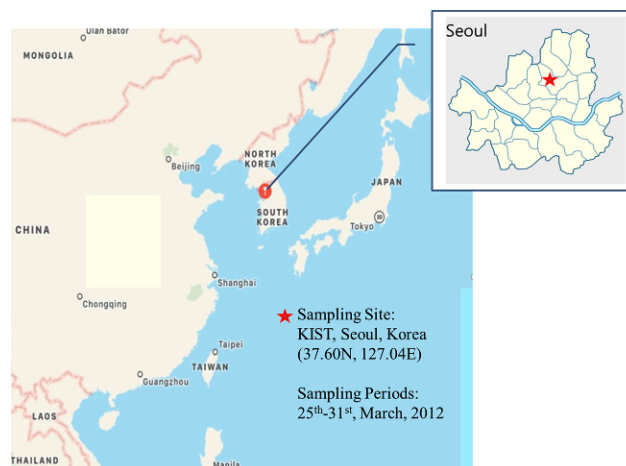 Ulan Bator
MONGOLIA
Seoul
Beijing
NORTH
KOREA
SOUTH
KOREA
JAPAN
Tokyo
30
CHINA
Shanghai
Chongqing
Taipei
TAIWAN
Guangzhou
LAOS
THAILAND
Manila
Sampling Site:
KIST, Seoul, Korea
(37.60N, 127.04E)
Sampling Periods:
25th-31st, March, 2012